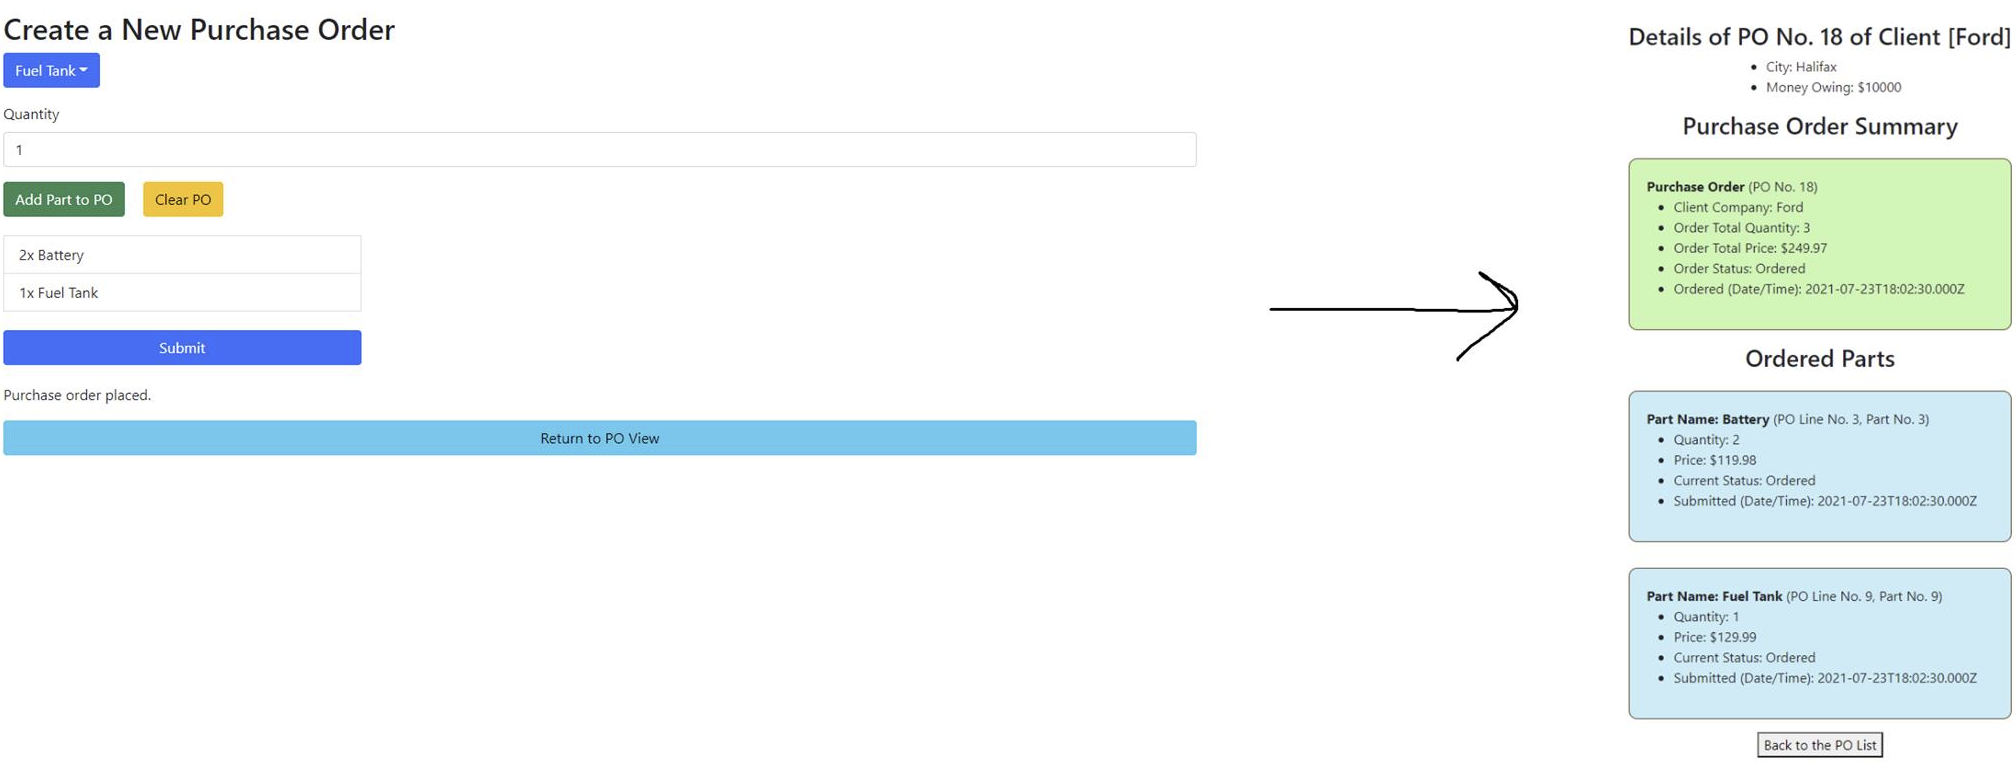 Create a New Purchase Order
Fuel Tank
Quantity
1
Add Part to PO
Clear PO
2x Battery
1x Fuel Tank
Submit
Purchase order placed.
Return to PO View
Details of PO No. 18 of Client [Ford]
City: Halifax
Money Owing: $10000
Purchase Order Summary
Purchase Order (PO No. 18)
Client Company: Ford
Order Total Quantity: 3
Order Total Price: $249.97
Order Status: Ordered
Ordered (Date/Time): 2021-07-23T18:02:30.000Z
Ordered Parts
Part Name: Battery (PO Line No. 3, Part No. 3)
Quantity: 2
Price: $119.98
Current Status: Ordered
Submitted (Date/Time): 2021-07-23T18:02:30.000Z
Part Name: Fuel Tank (PO Line No. 9, Part No. 9)
Quantity: 1
Price: $129.99
Current Status: Ordered
Submitted (Date/Time): 2021-07-23T18:02:30.000Z
Back to the PO List